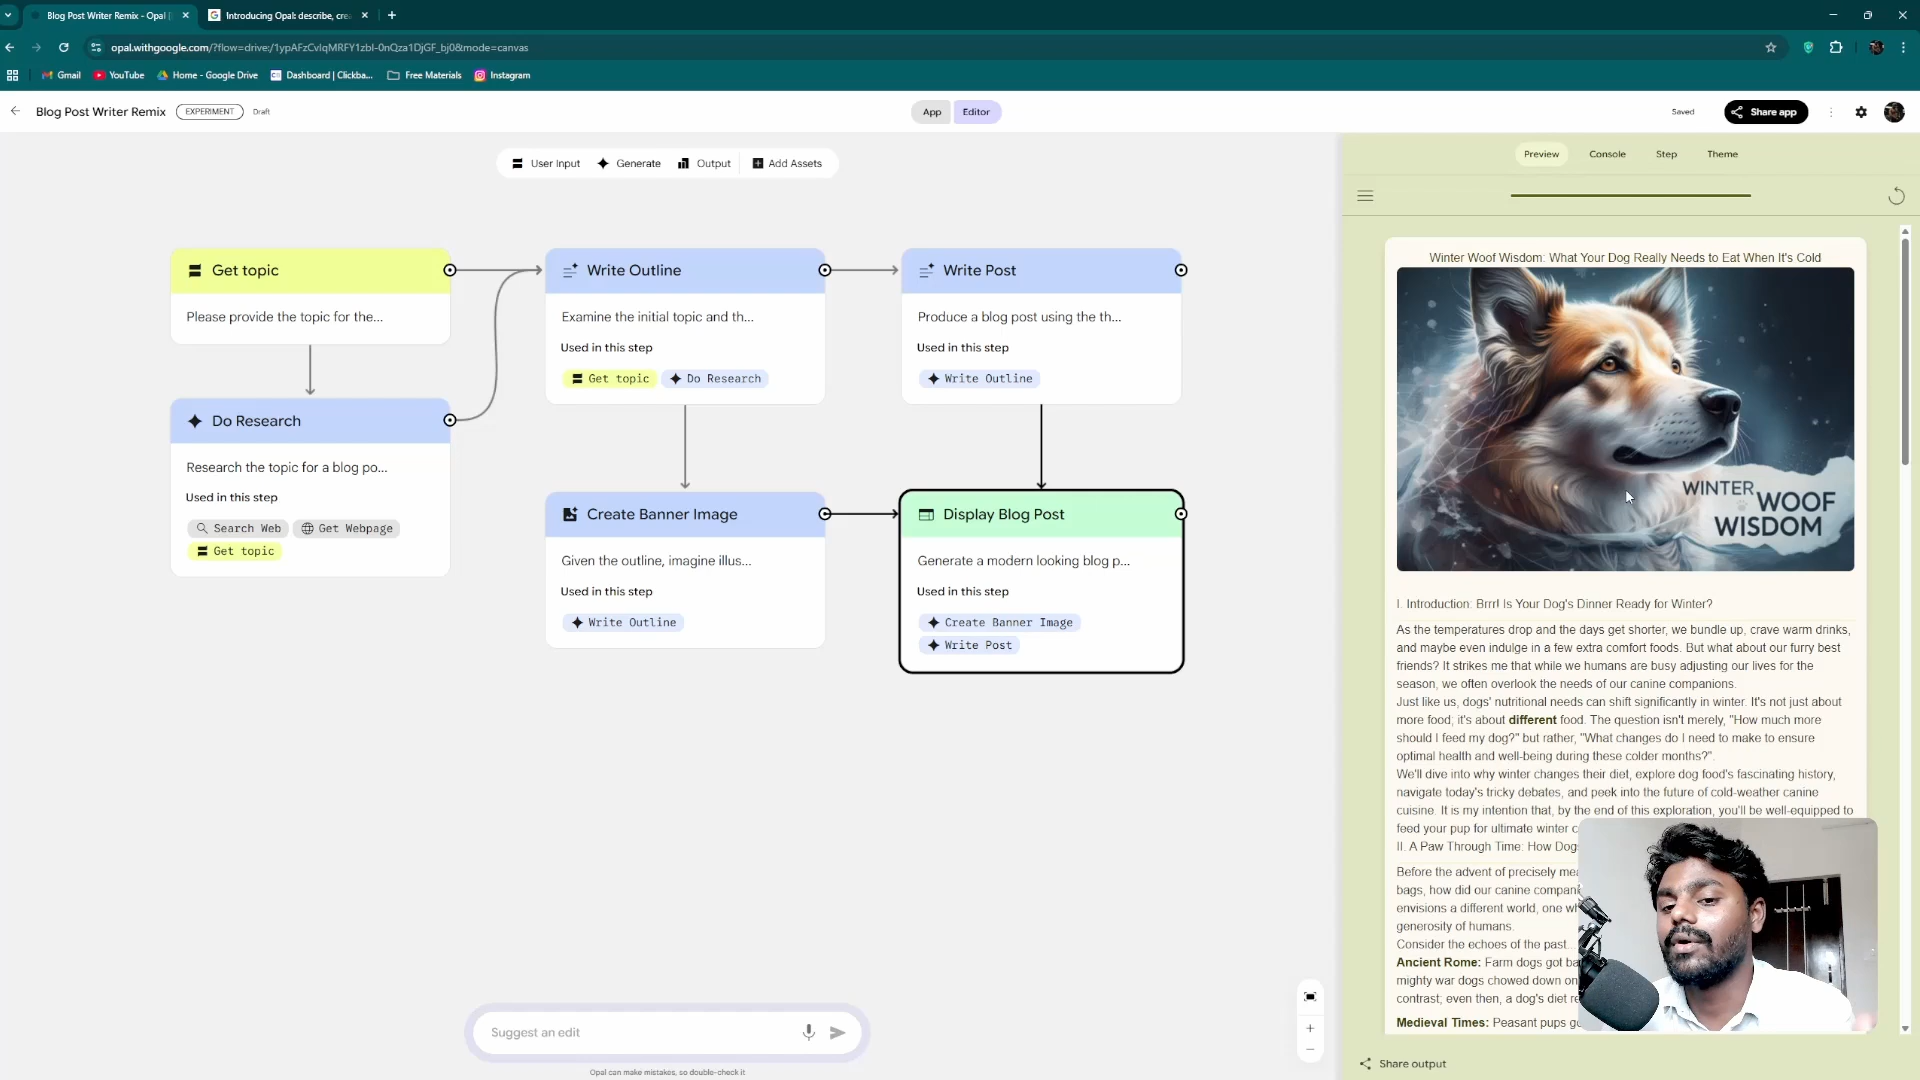 Blog Post Writer Remix - Opal |
Introducing Opal: describe, cre
opal.withgoogle.com/?flow=drive:/1ypAFzCvIqMRFY1zbI-0nQza1DjGF_bj0&mode=canvas
Gmail
YouTube
Home - Google Drive
Dashboard | Clickba...
Free Materials
Instagram
Blog Post Writer Remix
EXPERIMENT
Draft
App
Editor
Saved
Share app
User Input
Generate
Output
Add Assets
Get topic
Please provide the topic for the...
Do Research
Research the topic for a blog po...
Used in this step
Search Web
Get Webpage
Get topic
Write Outline
Examine the initial topic and th...
Used in this step
Get topic
Do Research
Write Post
Produce a blog post using the th...
Used in this step
Write Outline
Create Banner Image
Given the outline, imagine illus...
Used in this step
Write Outline
Display Blog Post
Generate a modern looking blog p...
Used in this step
Create Banner Image
Write Post
Suggest an edit
Opal can make mistakes, so double-check it
Preview
Console
Step
Theme
Winter Woof Wisdom: What Your Dog Really Needs to Eat When It's Cold
WINTER
WOOF
WISDOM
I. Introduction: Brrr! Is Your Dog's Dinner Ready for Winter?
As the temperatures drop and the days get shorter, we bundle up, crave warm drinks,
and maybe even indulge in a few extra comfort foods. But what about our furry best
friends? It strikes me that while we humans are busy adjusting our lives for the
season, we often overlook the needs of our canine companions.
Just like us, dogs' nutritional needs can shift significantly in winter. It's not just about
more food; it's about different food. The question isn't merely, "How much more
should I feed my dog?" but rather, "What changes do I need to make to ensure
optimal health and well-being during these colder months?".
We'll dive into why winter changes their diet, explore dog food's fascinating history,
navigate today's tricky debates, and peek into the future of cold-weather canine
cuisine. It is my intention that, by the end of this exploration, you'll be well-equipped to
feed your pup for ultimate winter c
II. A Paw Through Time: How Dog
Before the advent of precisely me
bags, how did our canine compan
envisions a different world, one w
generosity of humans.
Consider the echoes of the past...
Ancient Rome: Farm dogs got ba
mighty war dogs chowed down on
contrast; even then, a dog's diet re
Medieval Times: Peasant pups g
Share output